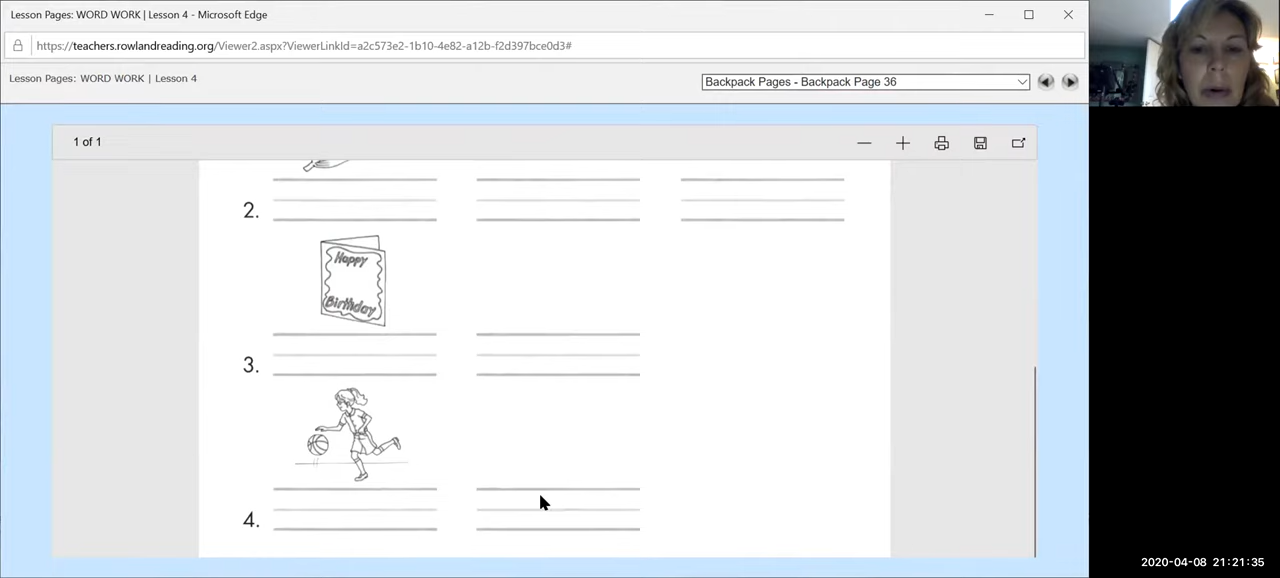 Lesson Pages: WORD WORK | Lesson 4 - Microsoft Edge
https://teachers.rowlandreading.org/Viewer2.aspx?ViewerLinkId=a2c573e2-1b10-4e82-a12b-f2d397bce0d3#
Lesson Pages: WORD WORK | Lesson 4
Backpack Pages - Backpack Page 36
1 of 1
2.
Happy
Birthday
3.
4.
2020-04-08 21:21:35